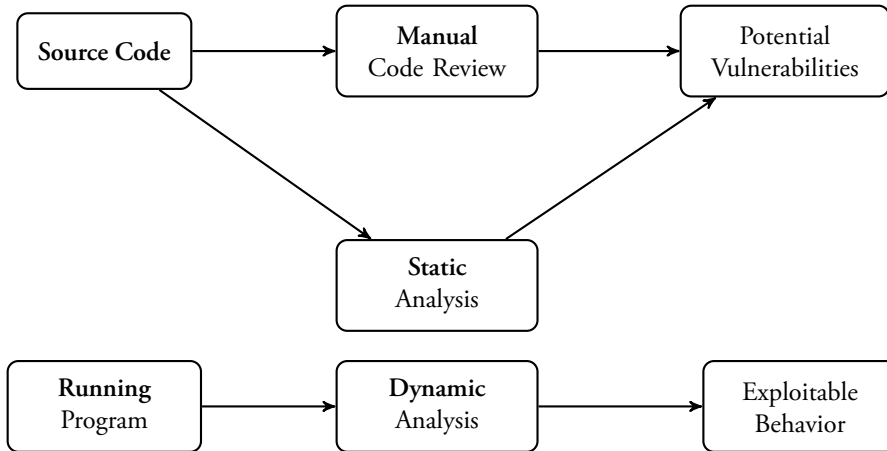 Source Code
Manual
Code Review
Potential
Vulnerabilities
Static
Analysis
Running
Program
Dynamic
Analysis
Exploitable
Behavior